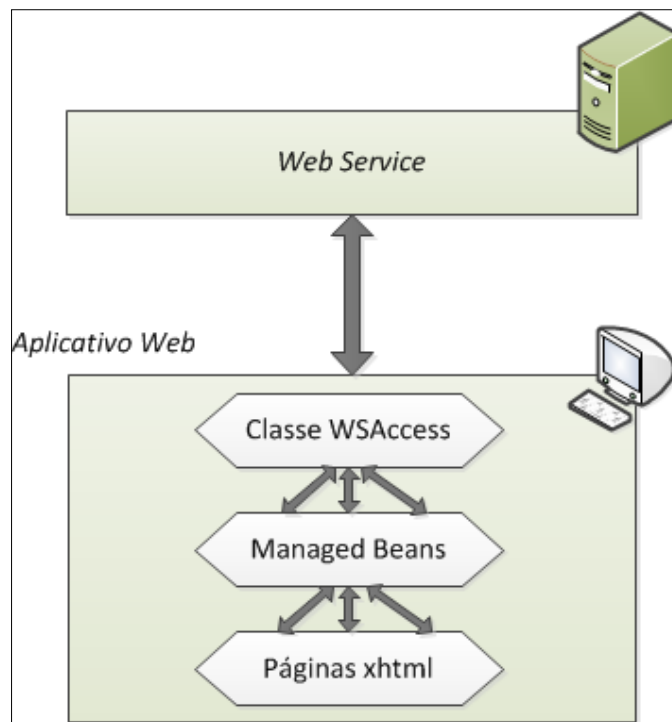 Web Service
Aplicativo Web
Classe WSAccess
Managed Beans
Páginas xhtml